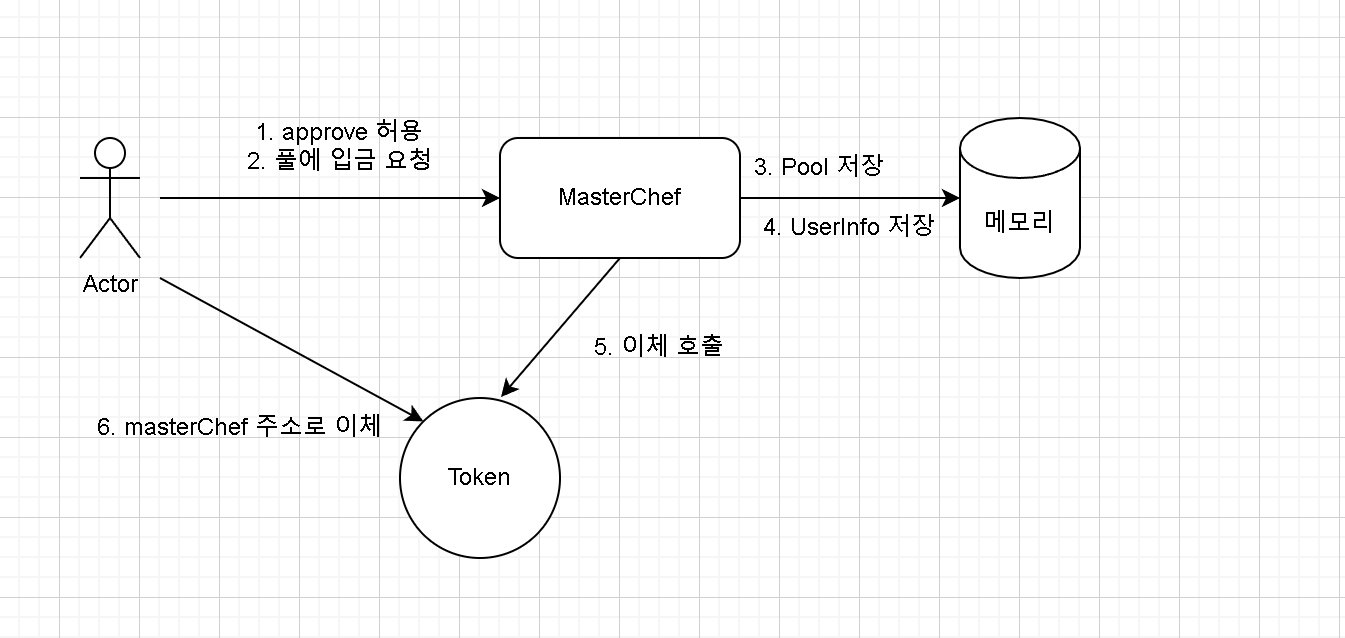 1. approve 허용
2. 풀에 입금 요청
MasterChef
3. Pool 저장
4. UserInfo 저장
메모리
Actor
5. 이체 호출
6. masterChef 주소로 이체
Token